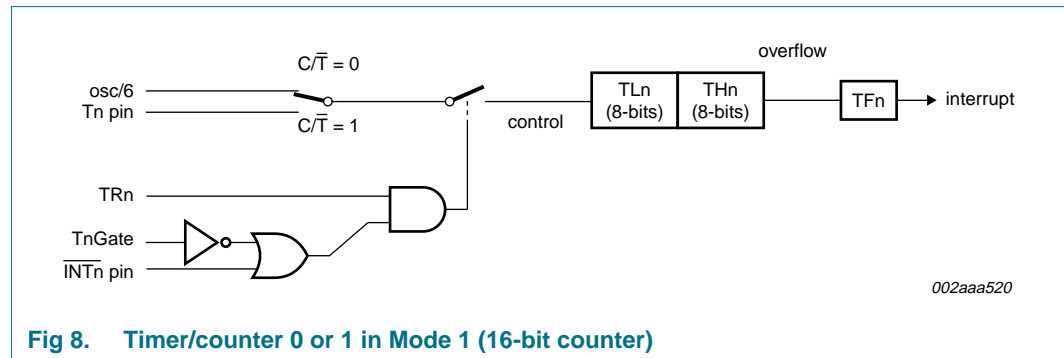 overflow
C/T̅ = 0
osc/6
Tn pin
C/T̅ = 1
control
TLn
(8-bits)
THn
(8-bits)
TFn
interrupt
TRn
TnGate
I̅N̅T̅n̅ pin
002aaa520
Fig 8. Timer/counter 0 or 1 in Mode 1 (16-bit counter)